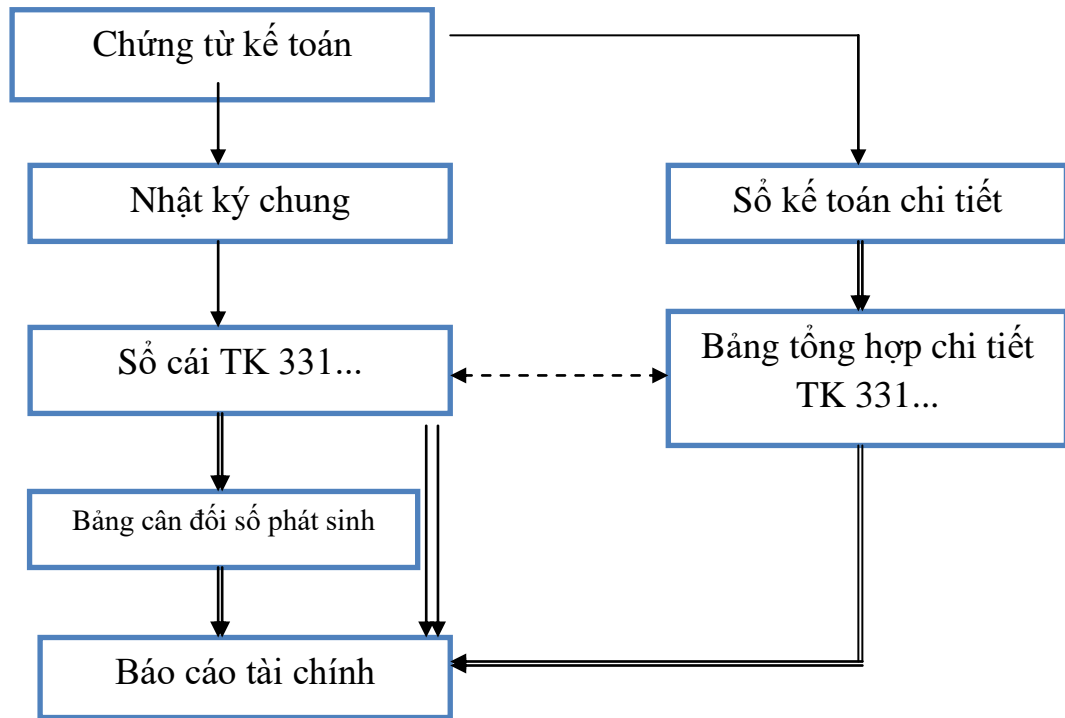 Chứng từ kế toán
Nhật ký chung
Sổ kế toán chi tiết
Sổ cái TK 331...
Bảng tổng hợp chi tiết
TK 331...
Bảng cân đối số phát sinh
Báo cáo tài chính